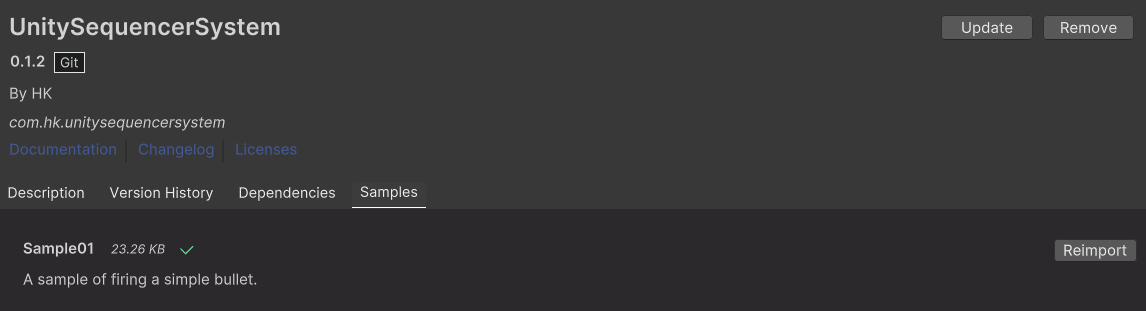 UnitySequencerSystem
Update Remove
0.1.2 Git
By HK
com.hk.unitysequencersystem
Documentation Changelog Licenses
Description Version History Dependencies Samples
Sample01 23.26 KB Reimport
A sample of firing a simple bullet.